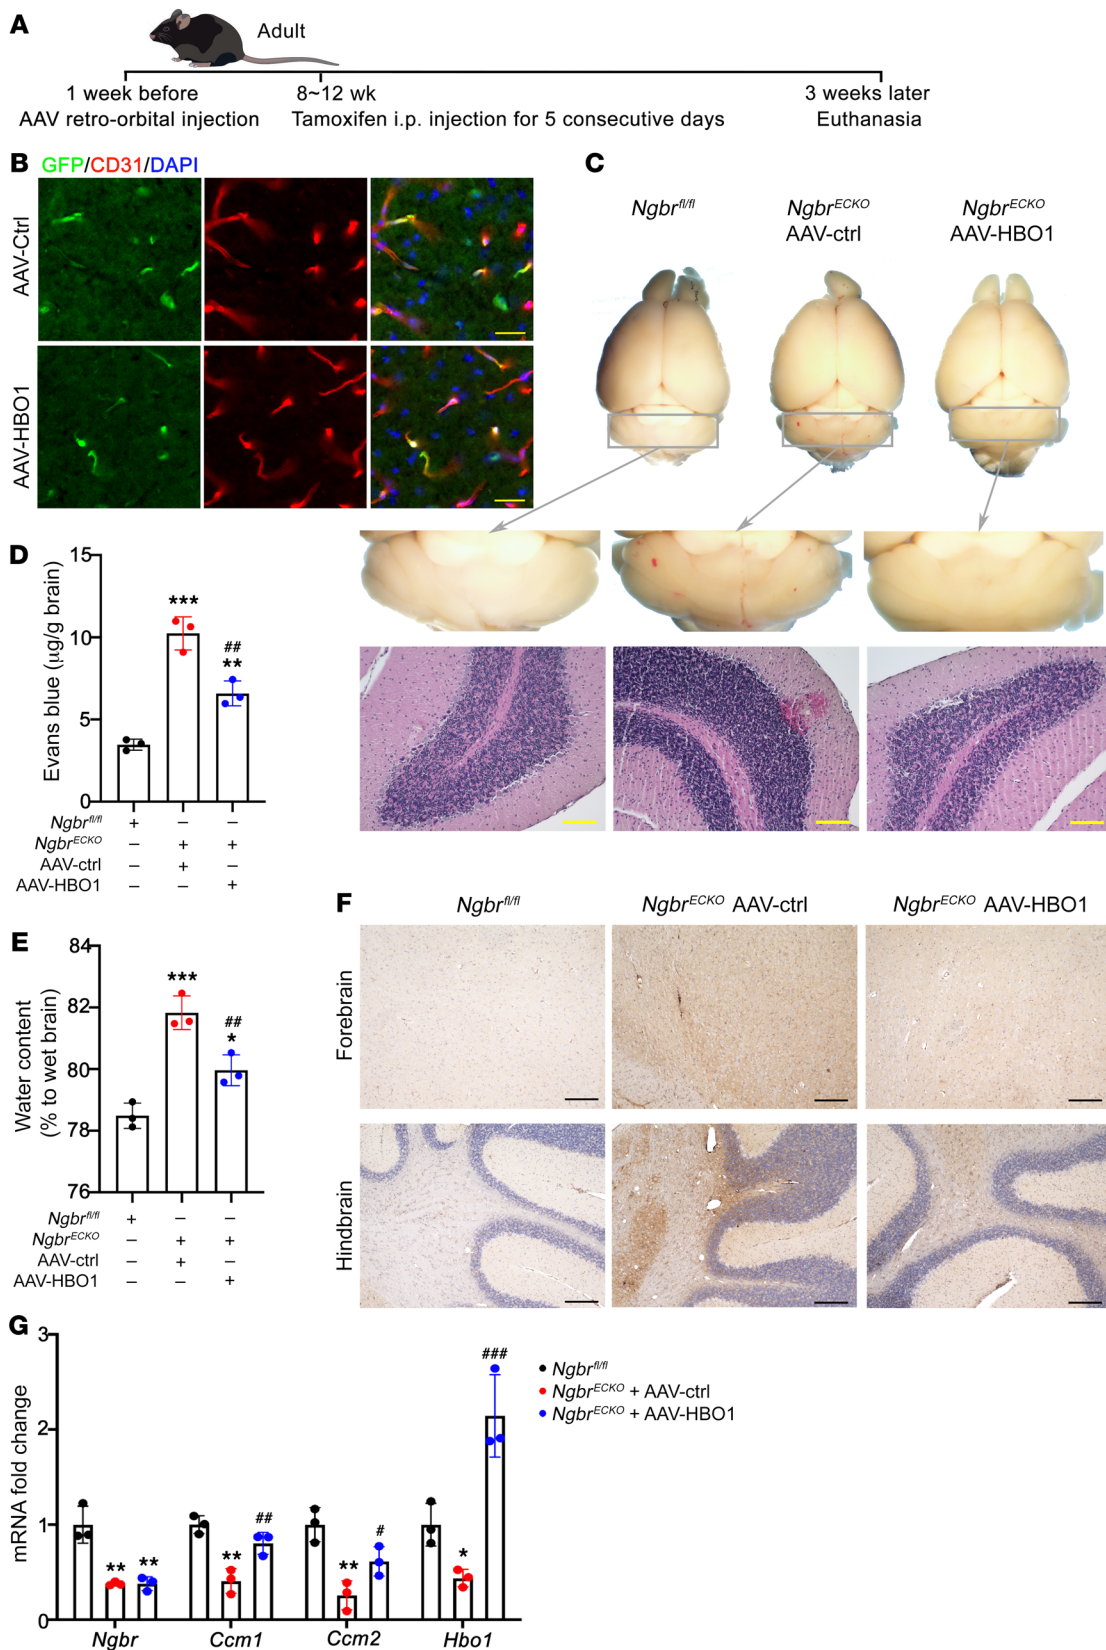 A
Adult
1 week before
AAV retro-orbital injection
8~12 wk
Tamoxifen i.p. injection for 5 consecutive days
3 weeks later
Euthanasia
B
GFP/CD31/DAPI
AAV-Ctrl
AAV-HBO1
C
Ngbrfl/fl
NgbrECKO
AAV-ctrl
NgbrECKO
AAV-HBO1
D
Evans blue (µg/g brain)
15
10
5
0
***
##
**
Ngbrfl/fl + – –
NgbrECKO – + +
AAV-ctrl – + –
AAV-HBO1 – – +
E
Water content
(% to wet brain)
84
82
80
78
76
***
##
*
Ngbrfl/fl + – –
NgbrECKO – + +
AAV-ctrl – + –
AAV-HBO1 – – +
F
Ngbrfl/fl
NgbrECKO AAV-ctrl
NgbrECKO AAV-HBO1
Forebrain
Hindbrain
G
mRNA fold change
3
2
1
0
** **
** ##
** #
* ###
Ngbr Ccm1 Ccm2 Hbo1
Ngbrfl/fl
NgbrECKO + AAV-ctrl
NgbrECKO + AAV-HBO1